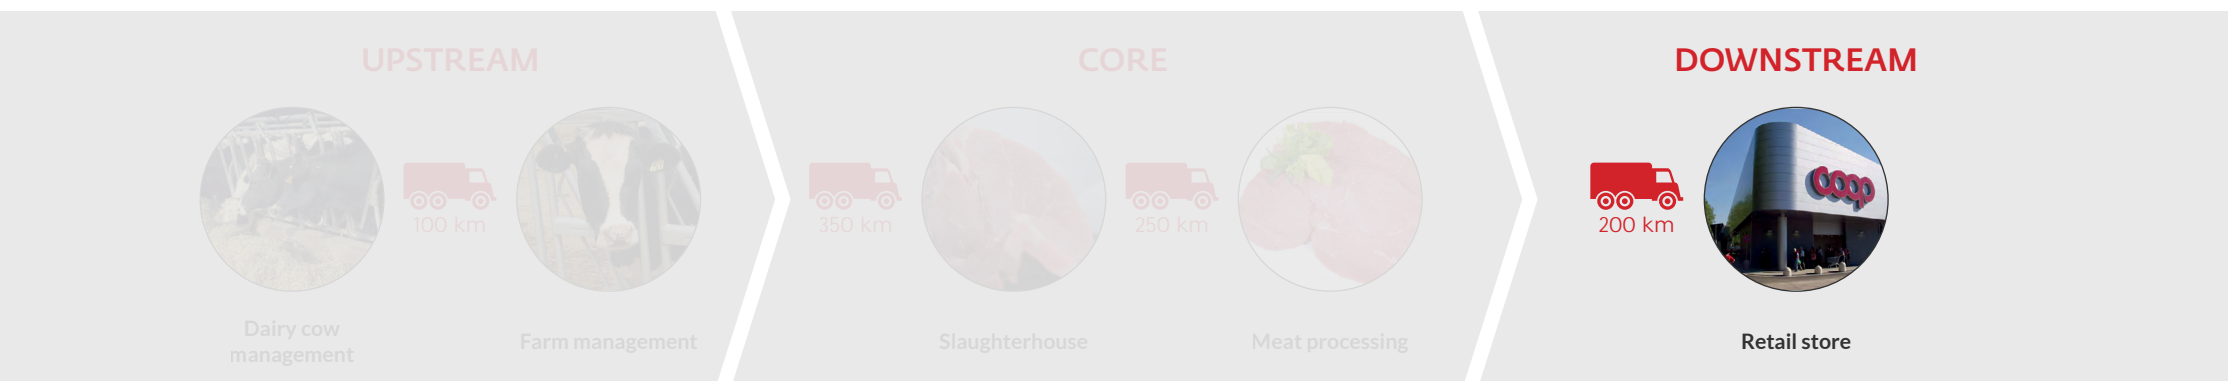 UPSTREAM
CORE
DOWNSTREAM
100 km
350 km
250 km
200 km
coop
Dairy cow
management
Farm management
Slaughterhouse
Meat processing
Retail store